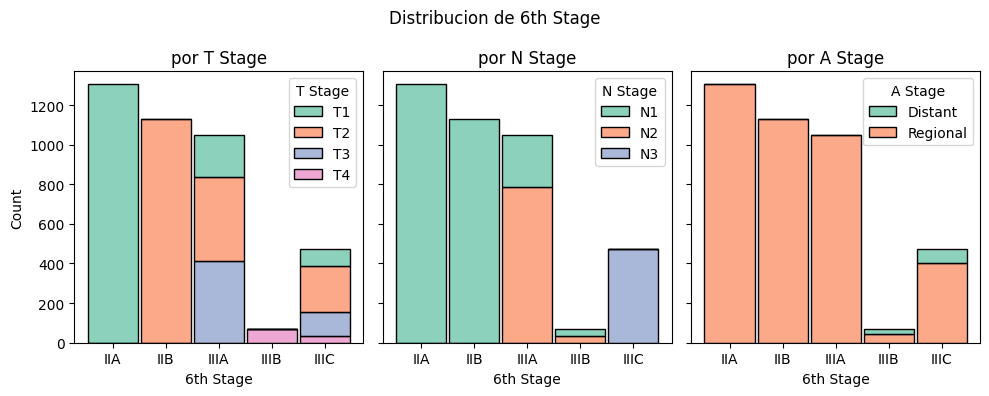 Distribucion de 6th Stage
por T Stage
Count
0
200
400
600
800
1000
1200
IIA
IIB
IIIA
IIIB
IIIC
6th Stage
T Stage
T1
T2
T3
T4
por N Stage
IIA
IIB
IIIA
IIIB
IIIC
6th Stage
N Stage
N1
N2
N3
por A Stage
IIA
IIB
IIIA
IIIB
IIIC
6th Stage
A Stage
Distant
Regional